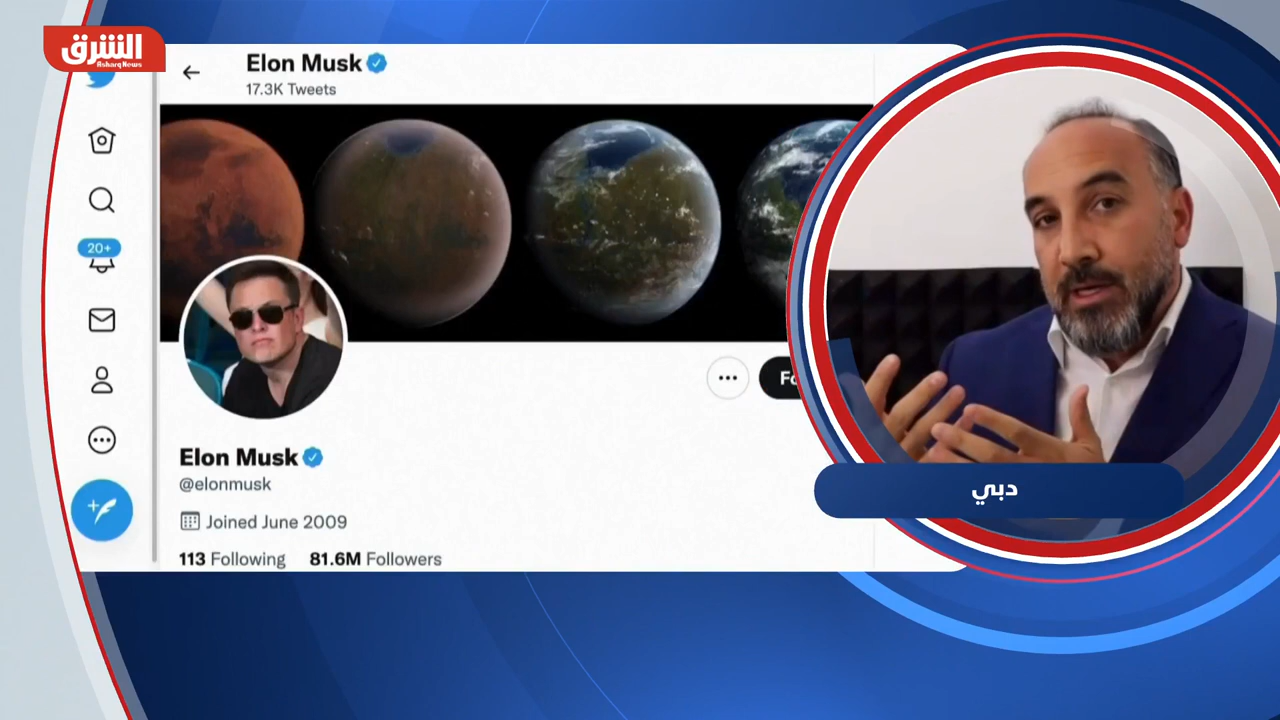 الشرق
Asharq News
Elon Musk
17.3K Tweets
20+
Elon Musk
@elonmusk
Joined June 2009
113 Following 81.6M Followers
دبي